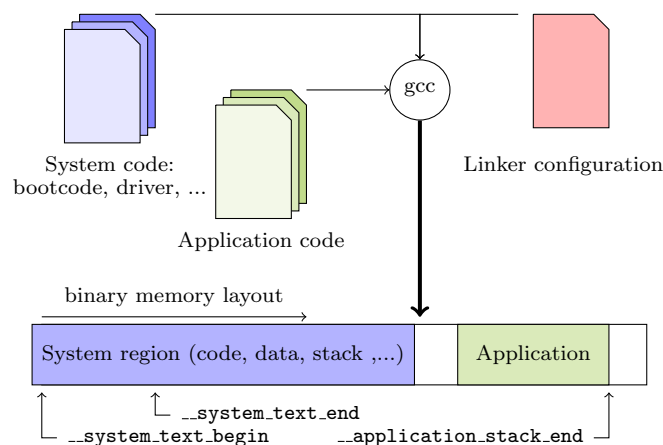 gcc
System code:
bootcode, driver, ...
Linker configuration
Application code
binary memory layout
System region (code, data, stack ,...)
Application
__system_text_end
__system_text_begin
__application_stack_end